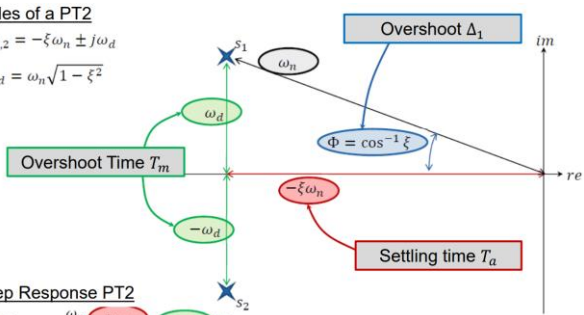 les of a PT2
,2 = −ξωn ± jωd
d = ωn√1 − ξ²
Overshoot Δ1
im
s1
ωn
ωd
Φ = cos⁻¹ ξ
Overshoot Time Tm
re
−ξωn
−ωd
Settling time Ta
s2
ep Response PT2